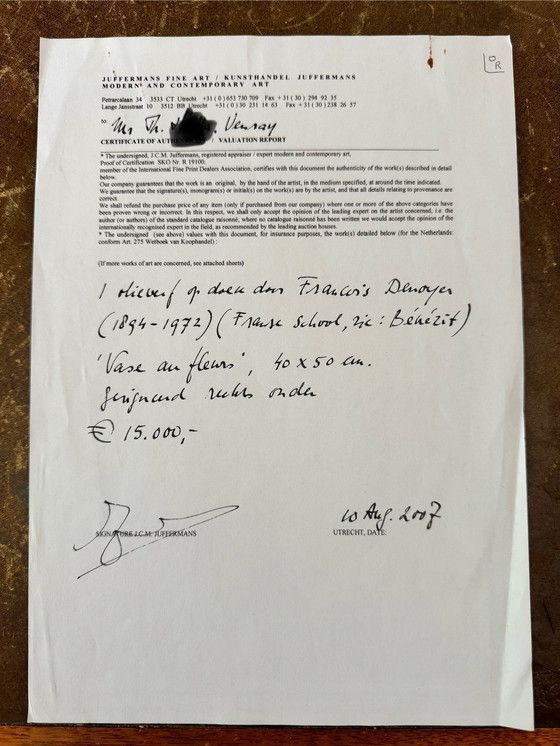 OR
JUFFERMANS FINE ART / KUNSTHANDEL JUFFERMANS
MODERN AND CONTEMPORARY ART
Petrarcalaan 34 3533 CT Utrecht +31 ( 0 ) 653 730 709 Fax +31 ( 30 ) 294 92 35
Lange Jansstraat 10 3512 BB Utrecht +31 ( 30 ) 231 14 63 Fax +31 ( 30 ) 238 26 57
to: Mr Th. Venray
CERTIFICATE OF / VALUATION REPORT
* The undersigned, J.C.M. Juffermans, registered appraiser / expert modern and contemporary art,
Proof of Certification SKO Nr. R 19100,
member of the International Fine Print Dealers Association, certifies with this document the authenticity of the work(s) described in detail
below.
Our company guarantees that the work is an original, by the hand of the artist, in the medium specified, at around the time indicated.
We guarantee that the signature(s), monogram(s) or initial(s) on the work(s) are by the artist, and that all details relating to provenance are
correct.
We shall refund the purchase price of any item (only if purchased from our company) where one or more of the above categories have
been proven wrong or incorrect. In this respect, we shall only accept the opinion of the leading expert on the artist concerned, i.e. the
author (or authors) of the standard catalogue raisonné; where no catalogue raisonné has been written we would accept the opinion of the
internationally recognised expert in the field, as recommended by the leading auction houses.
* The undersigned (see above) values with this document, for insurance purposes, the work(s) detailed below (for the Netherlands:
conform Art. 275 Wetboek van Koophandel) :
(If more works of art are concerned, see attached sheets)
1 olieverf op doek door Francois Desnoyer
(1894-1972) (Franse School, zie: Bénézit)
'Vase au fleurs', 40 x 50 cm.
gesigneerd rechts onder
€ 15.000,-
10 Aug. 2007
SIGNATURE J.C.M. JUFFERMANS
UTRECHT, DATE: